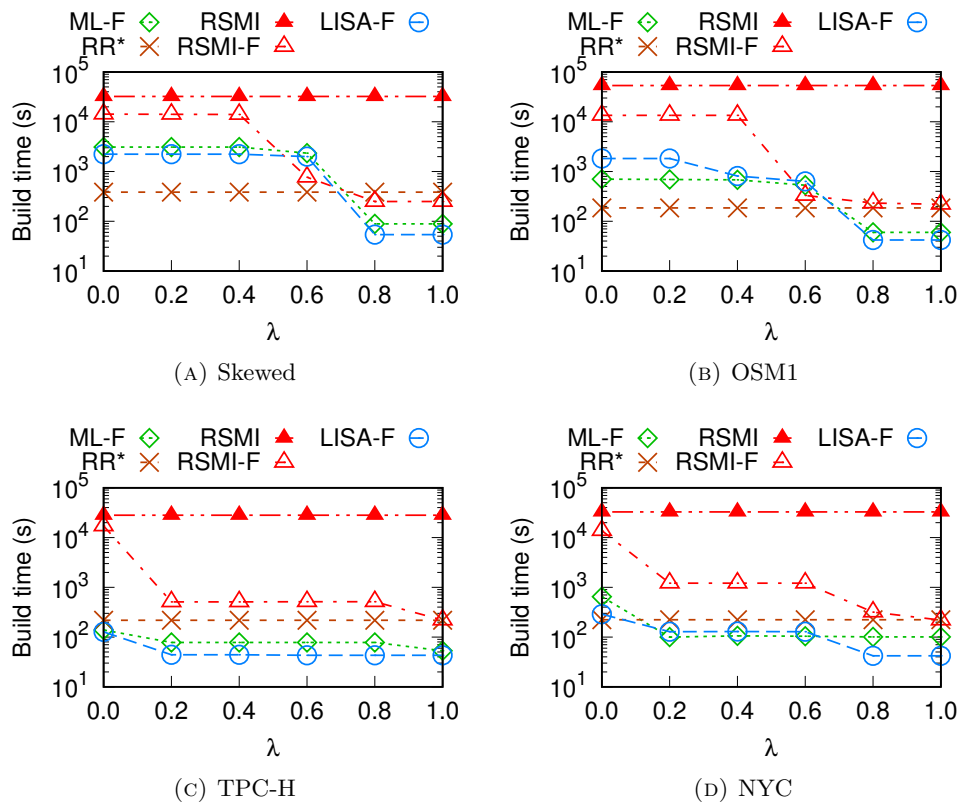 ML-F RSMI LISA-F
RR* RSMI-F
Build time (s)
10^5
10^4
10^3
10^2
10^1
0.0 0.2 0.4 0.6 0.8 1.0
λ
(A) Skewed
ML-F RSMI LISA-F
RR* RSMI-F
Build time (s)
10^5
10^4
10^3
10^2
10^1
0.0 0.2 0.4 0.6 0.8 1.0
λ
(B) OSM1
ML-F RSMI LISA-F
RR* RSMI-F
Build time (s)
10^5
10^4
10^3
10^2
10^1
0.0 0.2 0.4 0.6 0.8 1.0
λ
(C) TPC-H
ML-F RSMI LISA-F
RR* RSMI-F
Build time (s)
10^5
10^4
10^3
10^2
10^1
0.0 0.2 0.4 0.6 0.8 1.0
λ
(D) NYC